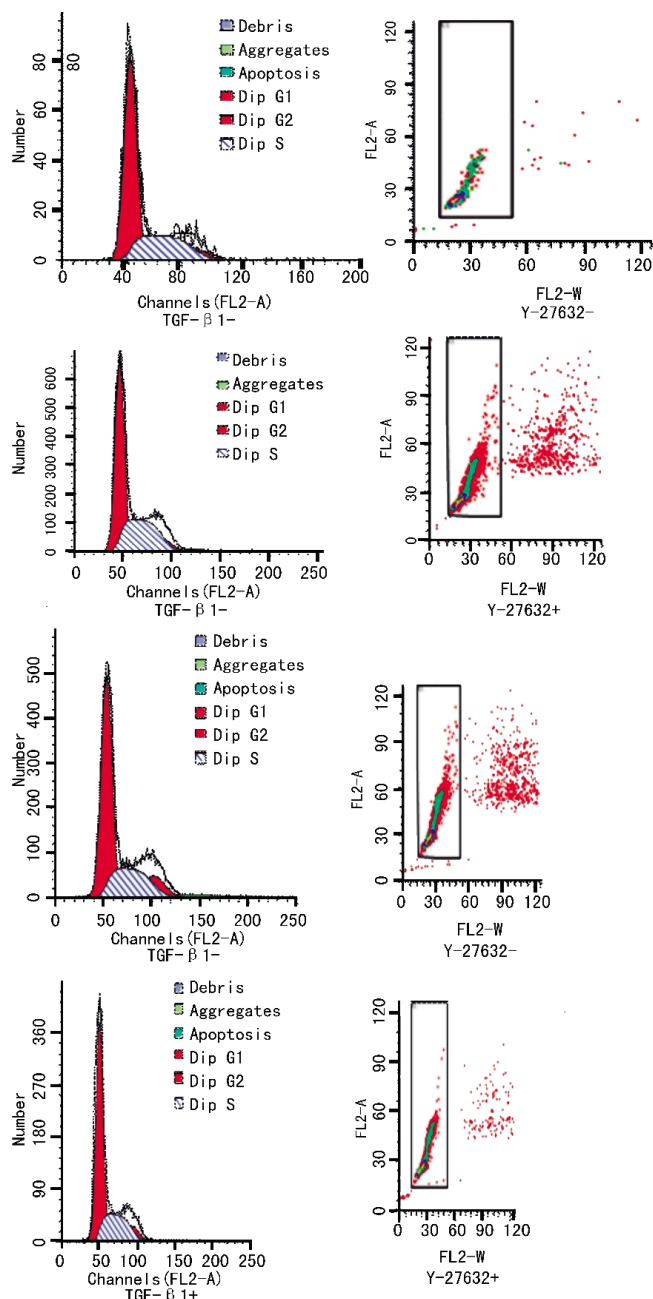 80
60
40
20
0
80
Number
Debris
Aggregates
Apoptosis
Dip G1
Dip G2
Dip S
0 40 80 120 160 200
Channels(FL2-A)
TGF-β1-
120
90
60
30
0
FL2-A
0 30 60 90 120
FL2-W
Y-27632-
600
500
400
300
200
100
0
Number
Debris
Aggregates
Dip G1
Dip G2
Dip S
0 50 100 150 200 250
Channels(FL2-A)
TGF-β1-
120
90
60
30
0
FL2-A
0 30 60 90 120
FL2-W
Y-27632+
500
400
300
200
100
0
Number
Debris
Aggregates
Apoptosis
Dip G1
Dip G2
Dip S
0 50 100 150 200 250
Channels(FL2-A)
TGF-β1-
120
90
60
30
0
FL2-A
0 30 60 90 120
FL2-W
Y-27632-
360
270
180
90
0
Number
Debris
Aggregates
Apoptosis
Dip G1
Dip G2
Dip S
0 50 100 150 200 250
Channels(FL2-A)
TGF-β1+
120
90
60
30
0
FL2-A
0 30 60 90 120
FL2-W
Y-27632+